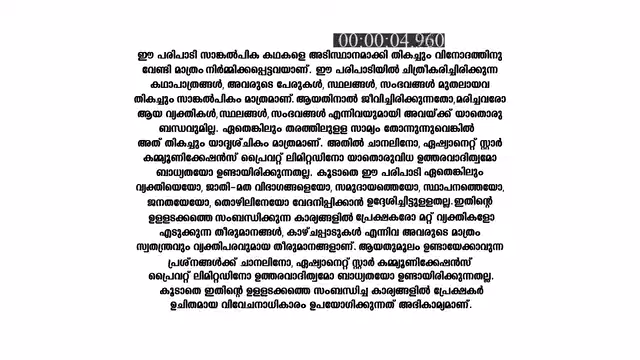 00:00:04.960
ഈ പരിപാടി സാങ്കൽപിക കഥകളെ അടിസ്ഥാനമാക്കി തികച്ചും വിനോദത്തിനു
വേണ്ടി മാത്രം നിർമ്മിക്കപ്പെട്ടവയാണ്. ഈ പരിപാടിയിൽ ചിത്രീകരിച്ചിരിക്കുന്ന
കഥാപാത്രങ്ങൾ, അവരുടെ പേരുകൾ, സ്ഥലങ്ങൾ, സംഭവങ്ങൾ മുതലായവ
തികച്ചും സാങ്കൽപികം മാത്രമാണ്. ആയതിനാൽ ജീവിച്ചിരിക്കുന്നതോ,മരിച്ചവരോ
ആയ വ്യക്തികൾ,സ്ഥലങ്ങൾ,സംഭവങ്ങൾ എന്നിവയുമായി അവയ്ക്ക് യാതൊരു
ബന്ധവുമില്ല. ഏതെങ്കിലും തരത്തിലുളള സാമ്യം തോന്നുന്നുവെങ്കിൽ
അത് തികച്ചും യാദൃശ്ചികം മാത്രമാണ്. അതിൽ ചാനലിനോ, ഏഷ്യാനെറ്റ് സ്റ്റാർ
കമ്മ്യൂണിക്കേഷൻസ് പ്രൈവറ്റ് ലിമിറ്റഡിനോ യാതൊരുവിധ ഉത്തരവാദിത്വമോ
ബാധ്യതയോ ഉണ്ടായിരിക്കുന്നതല്ല. കൂടാതെ ഈ പരിപാടി ഏതെങ്കിലും
വ്യക്തിയെയോ, ജാതി-മത വിഭാഗങ്ങളെയോ, സമുദായത്തെയോ, സ്ഥാപനത്തെയോ,
ജനതയേയോ, തൊഴിലിനേയോ വേദനിപ്പിക്കാൻ ഉദ്ദേശിച്ചിട്ടുളളതല്ല.ഇതിന്റെ
ഉളളടക്കത്തെ സംബന്ധിക്കുന്ന കാര്യങ്ങളിൽ പ്രേക്ഷകരോ മറ്റ് വ്യക്തികളോ
എടുക്കുന്ന തീരുമാനങ്ങൾ, കാഴ്ചപ്പാടുകൾ എന്നിവ അവരുടെ മാത്രം
സ്വതന്ത്രവും വ്യക്തിപരവുമായ തീരുമാനങ്ങളാണ്. ആയതുമൂലം ഉണ്ടായേക്കാവുന്ന
പ്രശ്നങ്ങൾക്ക് ചാനലിനോ, ഏഷ്യാനെറ്റ് സ്റ്റാർ കമ്മ്യൂണിക്കേഷൻസ്
പ്രൈവറ്റ് ലിമിറ്റഡിനോ ഉത്തരവാദിത്വമോ ബാധ്യതയോ ഉണ്ടായിരിക്കുന്നതല്ല.
കൂടാതെ ഇതിന്റെ ഉളളടക്കത്തെ സംബന്ധിച്ച കാര്യങ്ങളിൽ പ്രേക്ഷകർ
ഉചിതമായ വിവേചനാധികാരം ഉപയോഗിക്കുന്നത് അഭികാമ്യമാണ്.